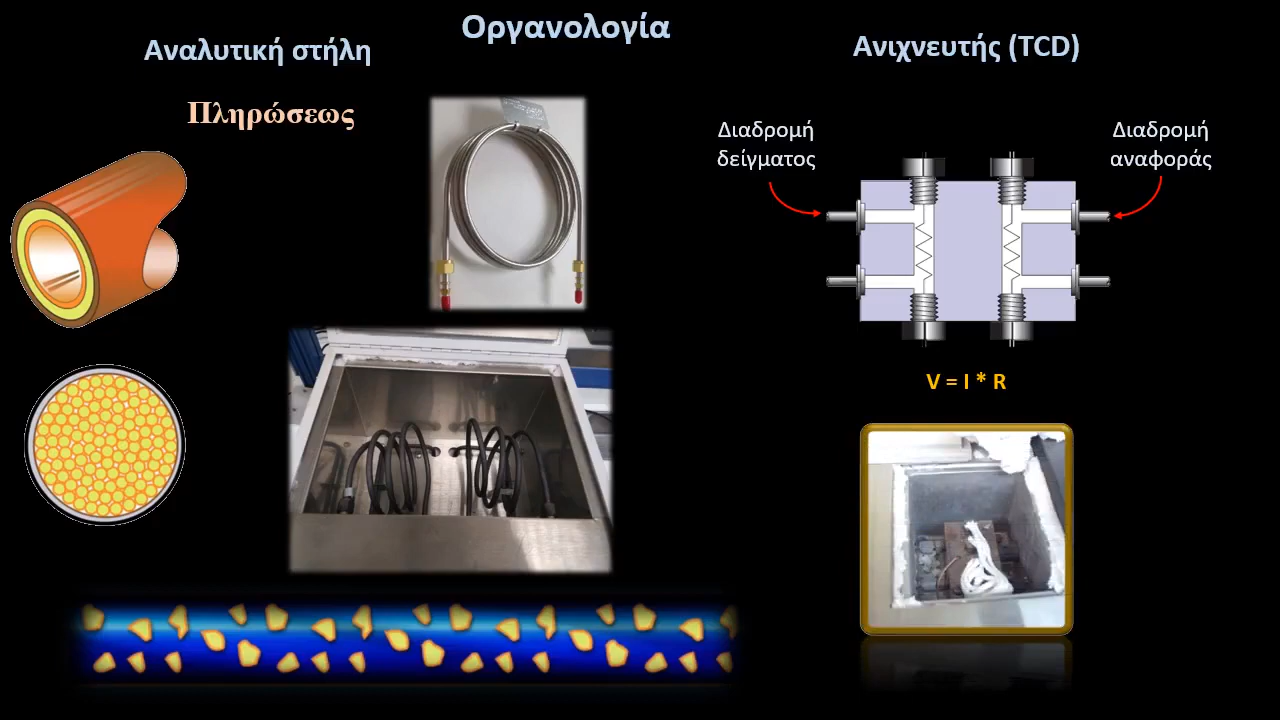 Οργανολογία
Αναλυτική στήλη
Πληρώσεως
Ανιχνευτής (TCD)
Διαδρομή
δείγματος
Διαδρομή
αναφοράς
V = I * R